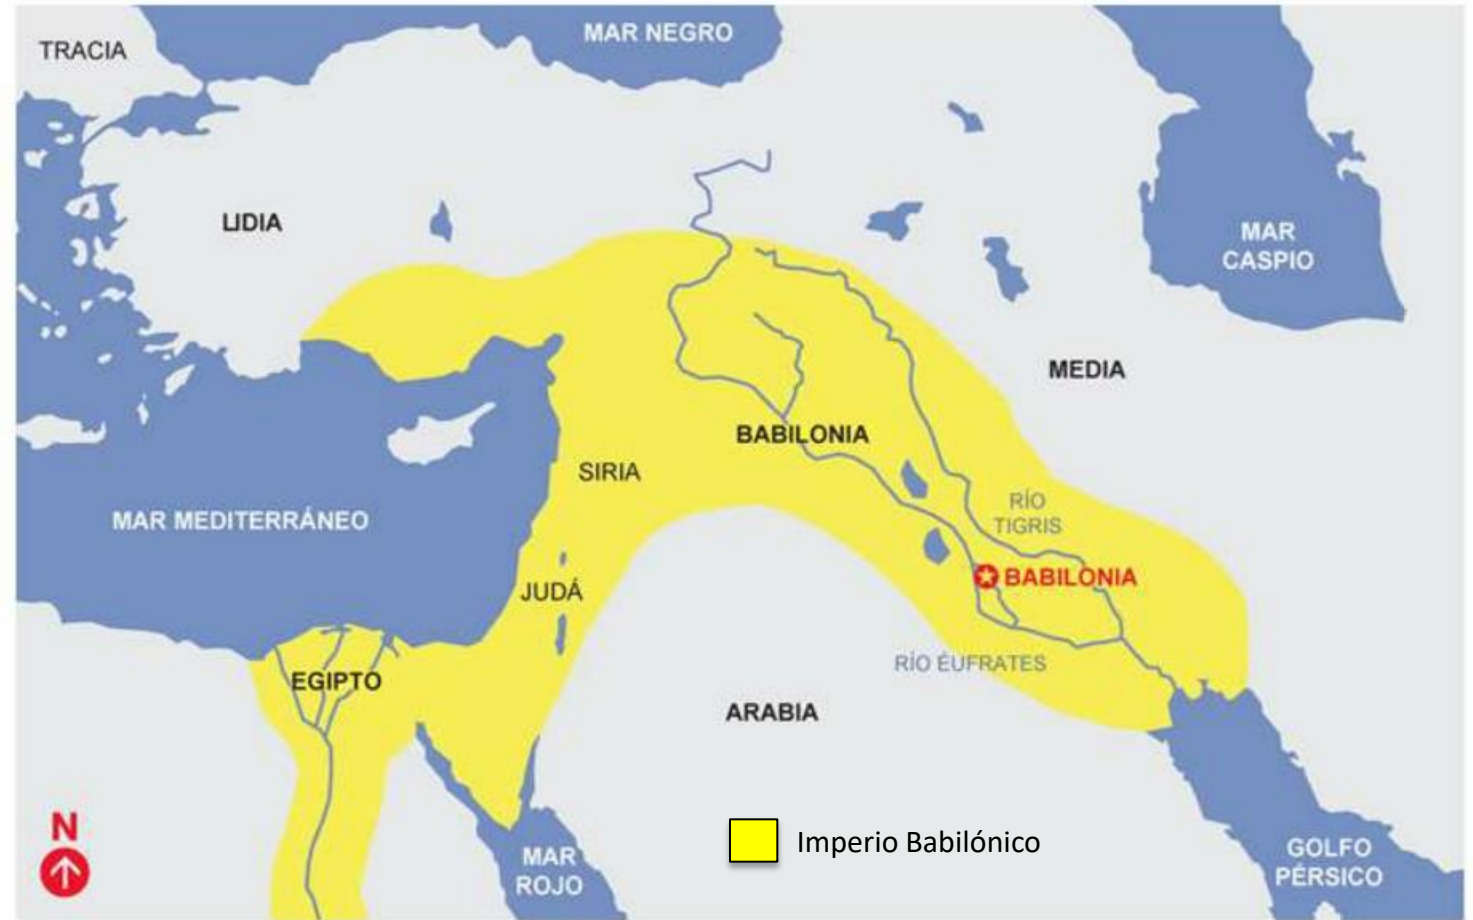 MAR NEGRO
TRACIA
LIDIA
MAR
CASPIO
MEDIA
BABILONIA
SIRIA
RÍO
TIGRIS
MAR MEDITERRÁNEO
BABILONIA
JUDÁ
RÍO ÉUFRATES
EGIPTO
ARABIA
N
Imperio Babilónico
MAR
ROJO
GOLFO
PÉRSICO